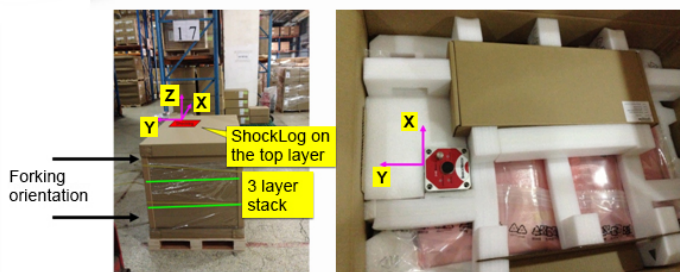 17
Z
X
Y
ShockLog on
the top layer
Forking
orientation
3 layer
stack
X
Y